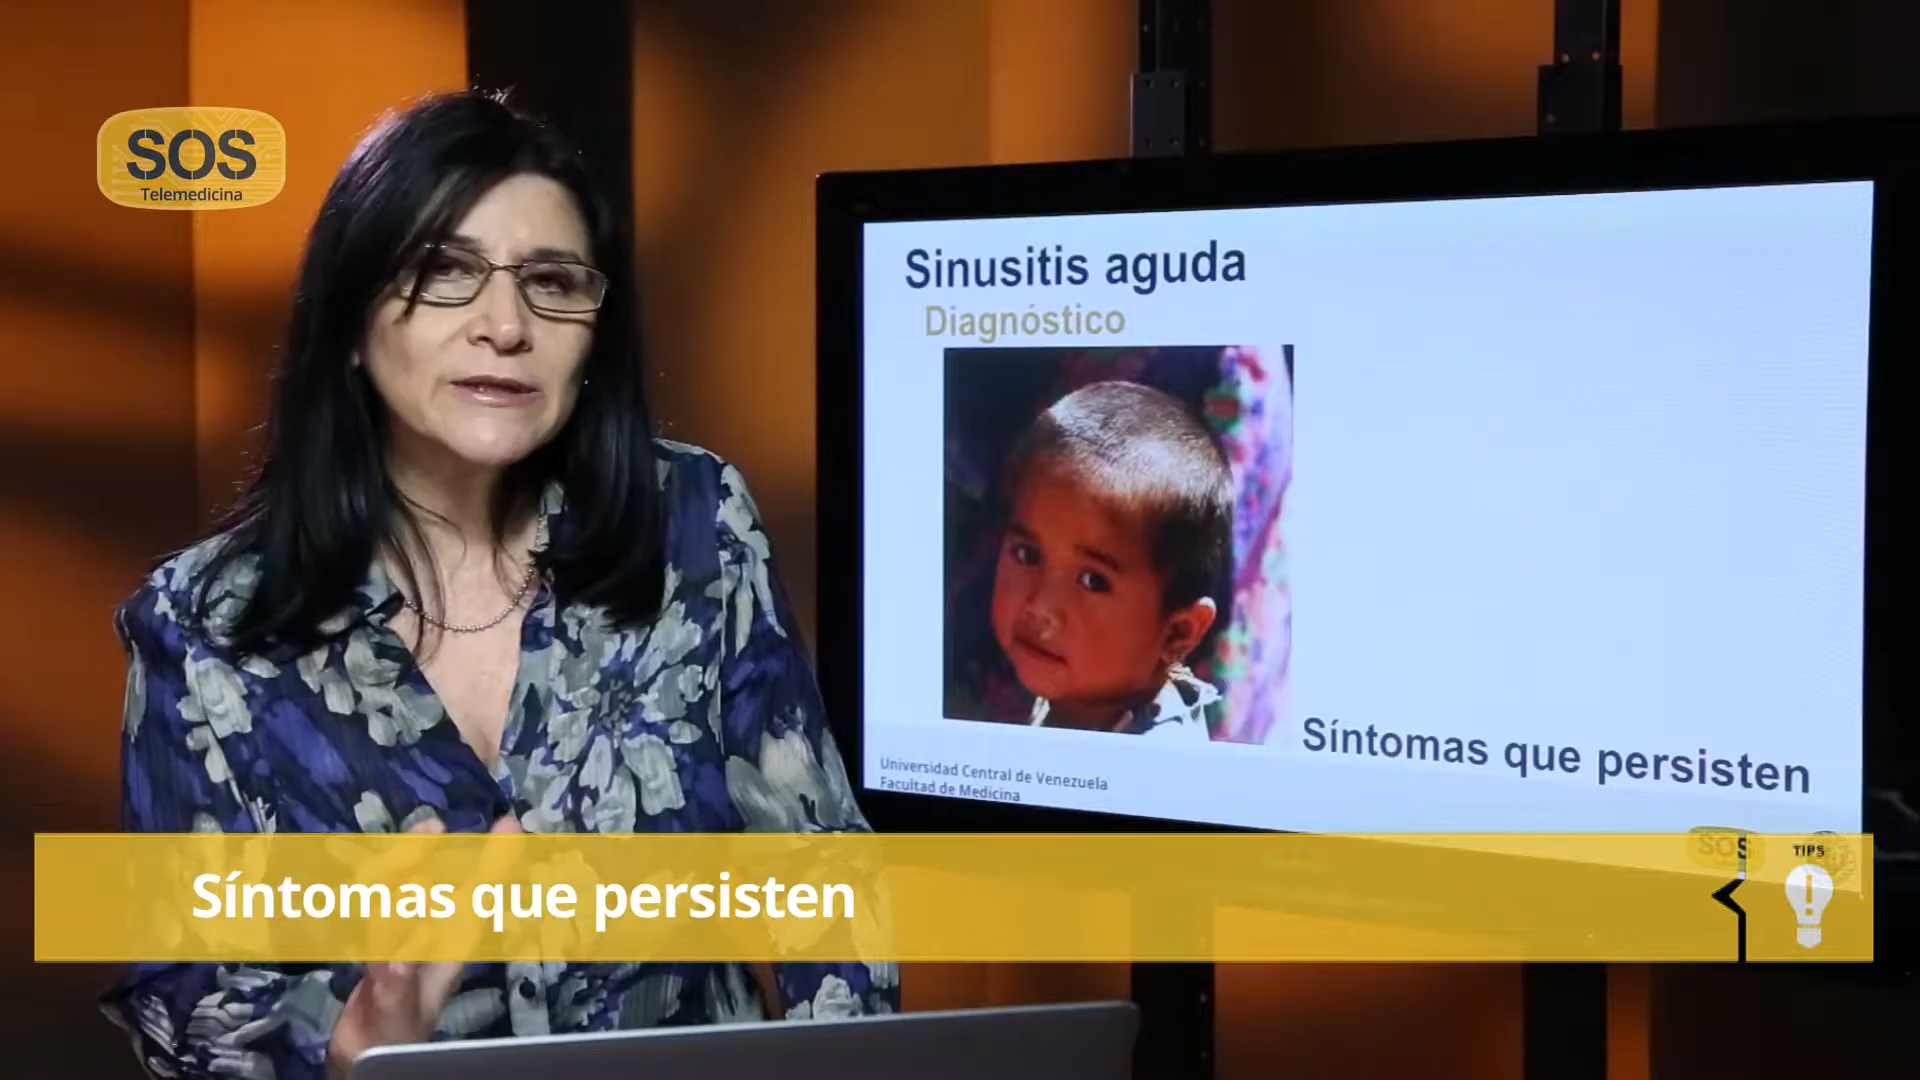 SOS
Telemedicina
Sinusitis aguda
Diagnóstico
Síntomas que persisten
Universidad Central de Venezuela
Facultad de Medicina
SOS
TIPS
Síntomas que persisten